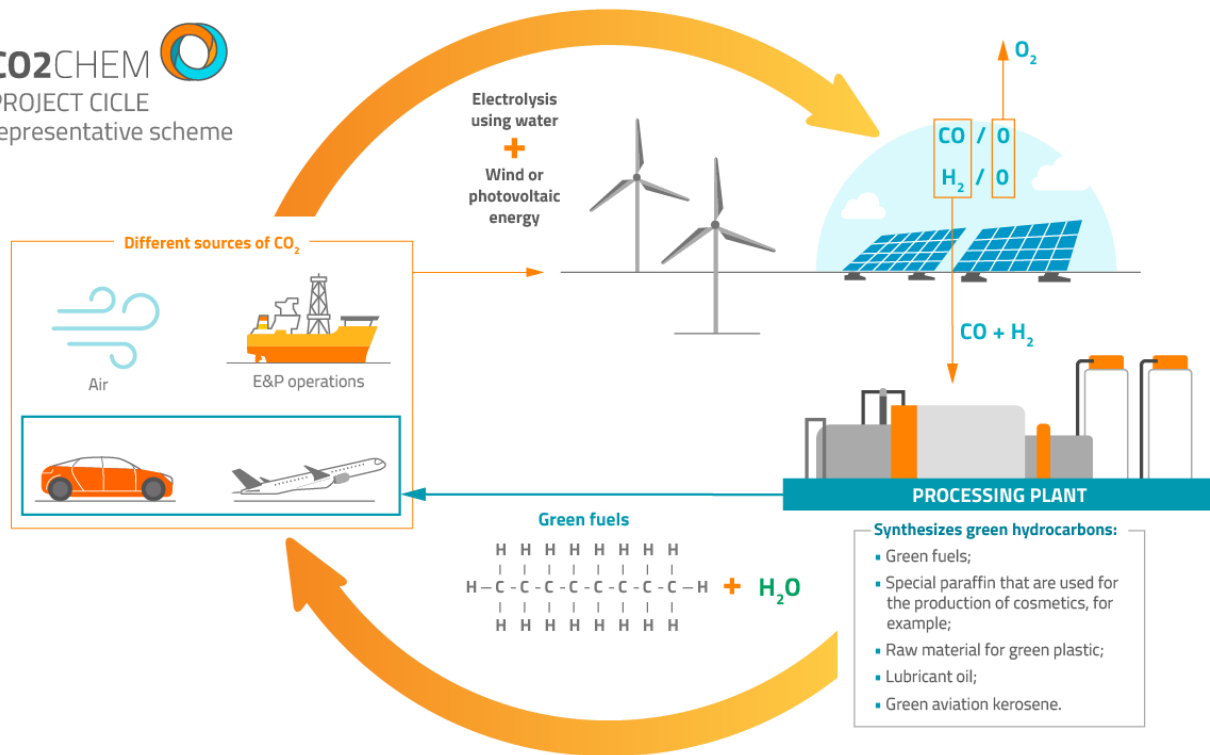 CO2CHEM
PROJECT CICLE
representative scheme
Electrolysis
using water
+
Wind or
photovoltaic
energy
O₂
CO / O
H₂ / O
CO + H₂
Different sources of CO₂
Air
E&P operations
PROCESSING PLANT
Green fuels
H H H H H H H H
H-C-C-C-C-C-C-C-C-H + H₂O
H H H H H H H H
Synthesizes green hydrocarbons:
▪ Green fuels;
▪ Special paraffin that are used for
the production of cosmetics, for
example;
▪ Raw material for green plastic;
▪ Lubricant oil;
▪ Green aviation kerosene.